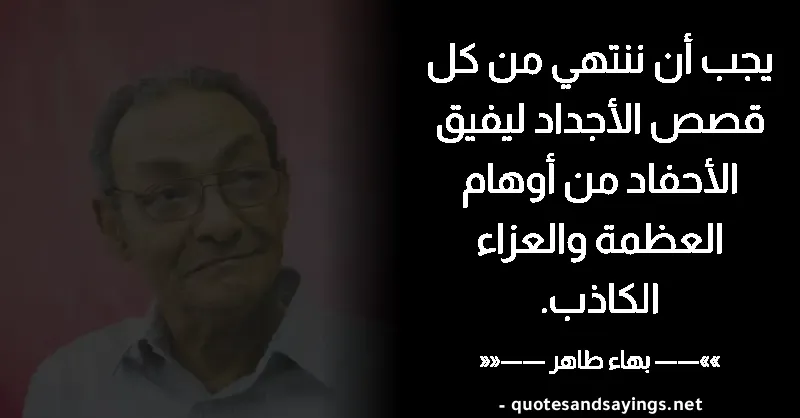 يجب أن ننتهي من كل
قصص الأجداد ليفيق
الأحفاد من أوهام
العظمة والعزاء
الكاذب.
»»—— بهاء طاهر ——««
- quotesandsayings.net